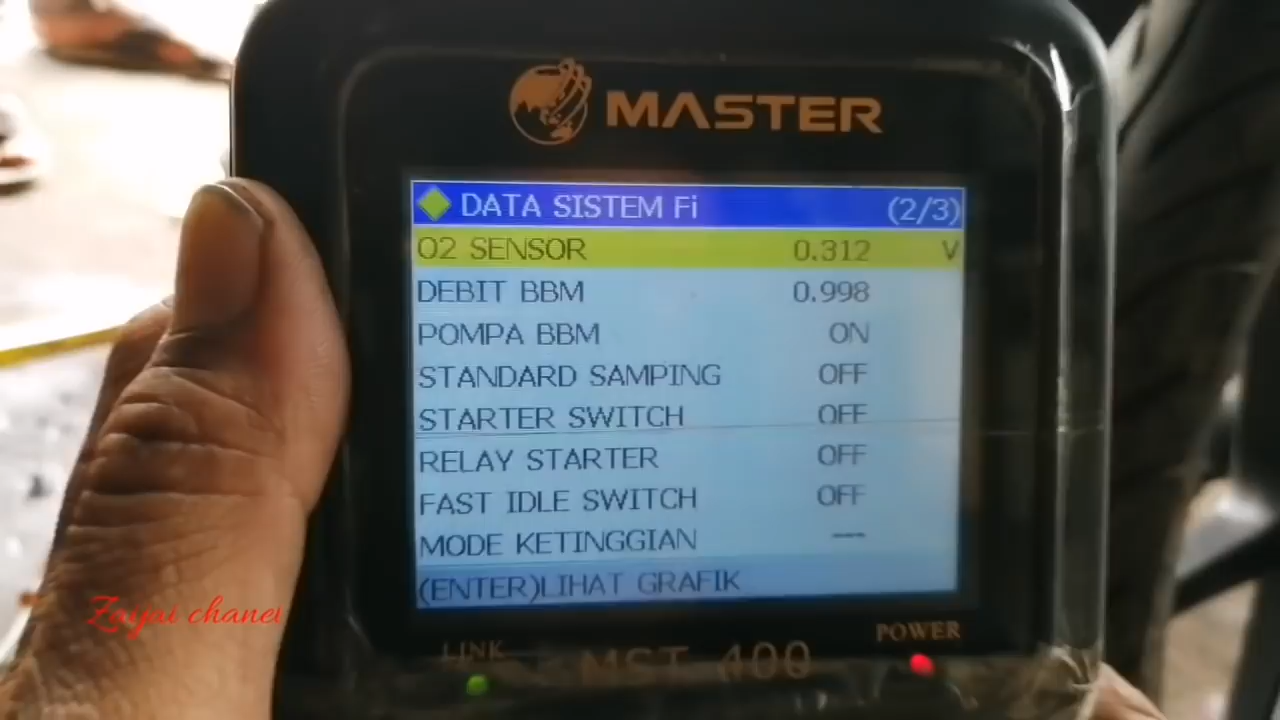 MASTER
DATA SISTEM Fi (2/3)
O2 SENSOR 0.312 V
DEBIT BBM 0.998
POMPA BBM ON
STANDARD SAMPING OFF
STARTER SWITCH OFF
RELAY STARTER OFF
FAST IDLE SWITCH OFF
MODE KETINGGIAN ---
(ENTER)LIHAT GRAFIK
LINK MST 400 POWER
Zayui chanel